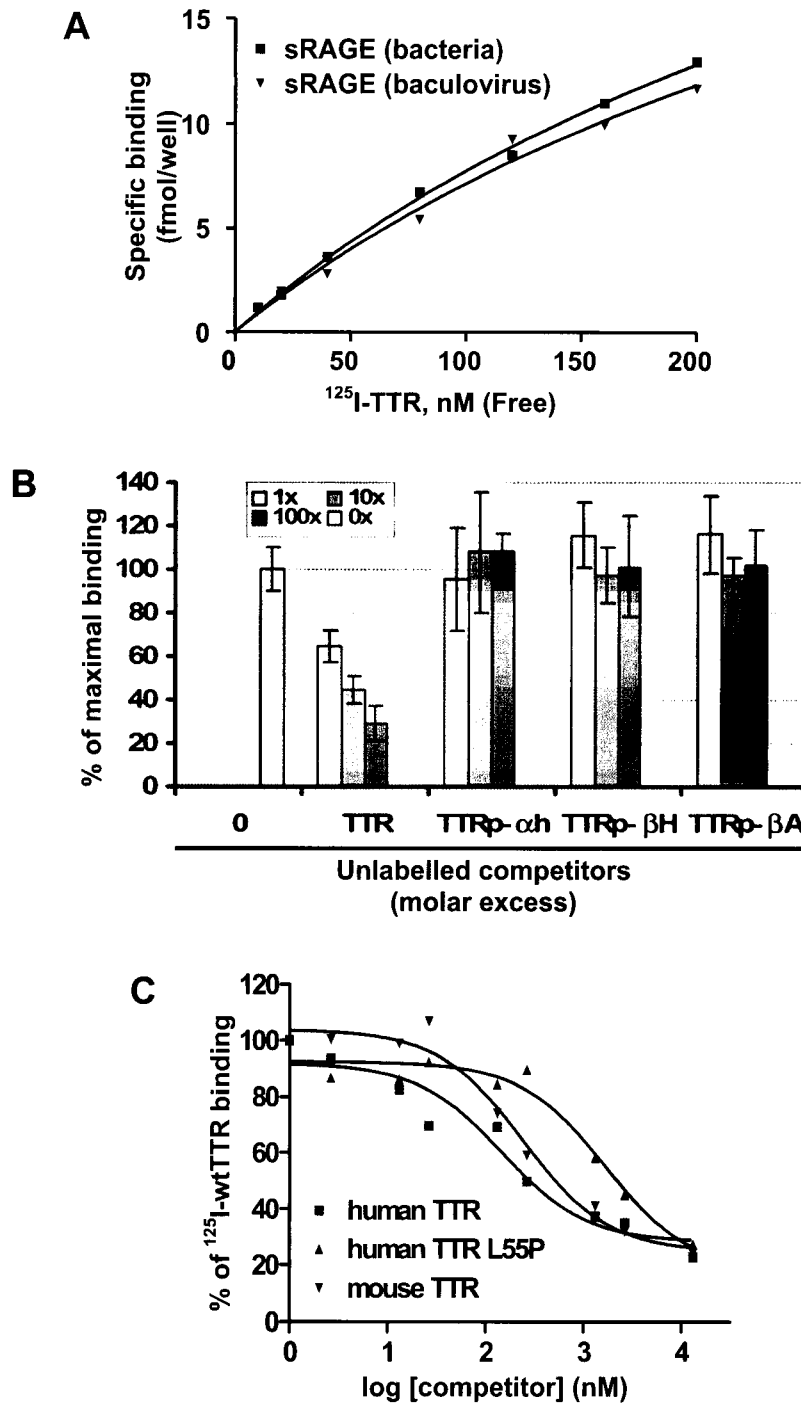 A
15
10
5
0
Specific binding
(fmol/well)
■ sRAGE (bacteria)
▼ sRAGE (baculovirus)
0 50 100 150 200
¹²⁵I-TTR, nM (Free)
B
140
120
100
80
60
40
20
0
% of maximal binding
1x 10x
100x 0x
0 TTR TTRp- αh TTRp- βH TTRp- βA
Unlabelled competitors
(molar excess)
C
120
100
80
60
40
20
0
% of ¹²⁵I-wtTTR binding
■ human TTR
▲ human TTR L55P
▼ mouse TTR
0 1 2 3 4
log [competitor] (nM)